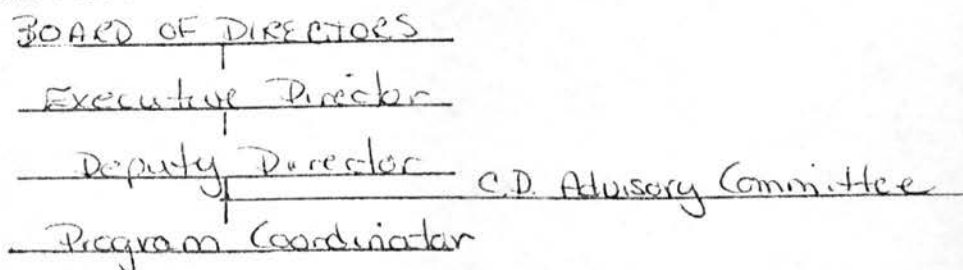 BOARD OF DIRECTORS
Executive Director
Deputy Director
C.D. Advisory Committee
Program Coordinator